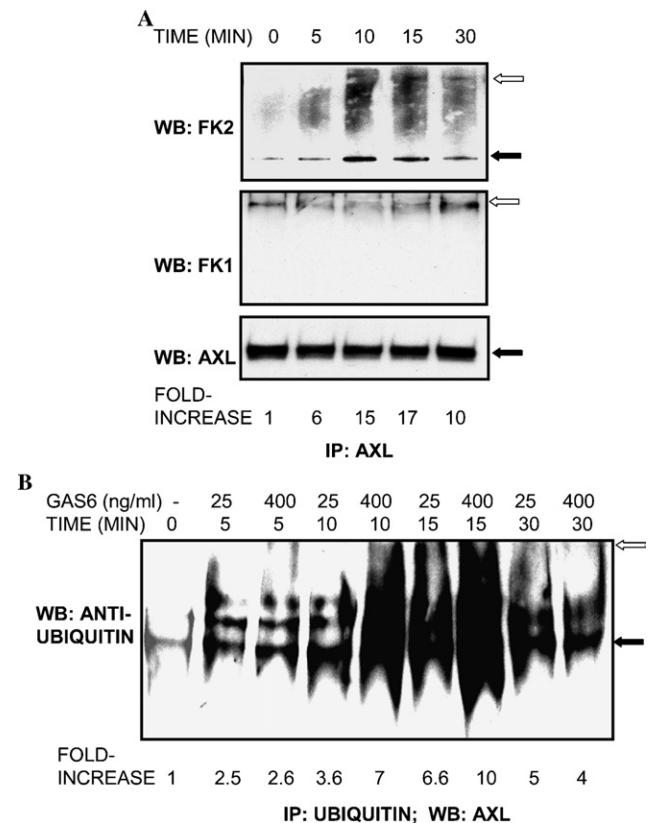 A
TIME (MIN) 0 5 10 15 30
WB: FK2
WB: FK1
WB: AXL
FOLD-
INCREASE 1 6 15 17 10
IP: AXL
B
GAS6 (ng/ml) - 25 400 25 400 25 400 25 400
TIME (MIN) 0 5 5 10 10 15 15 30 30
WB: ANTI-
UBIQUITIN
FOLD-
INCREASE 1 2.5 2.6 3.6 7 6.6 10 5 4
IP: UBIQUITIN; WB: AXL